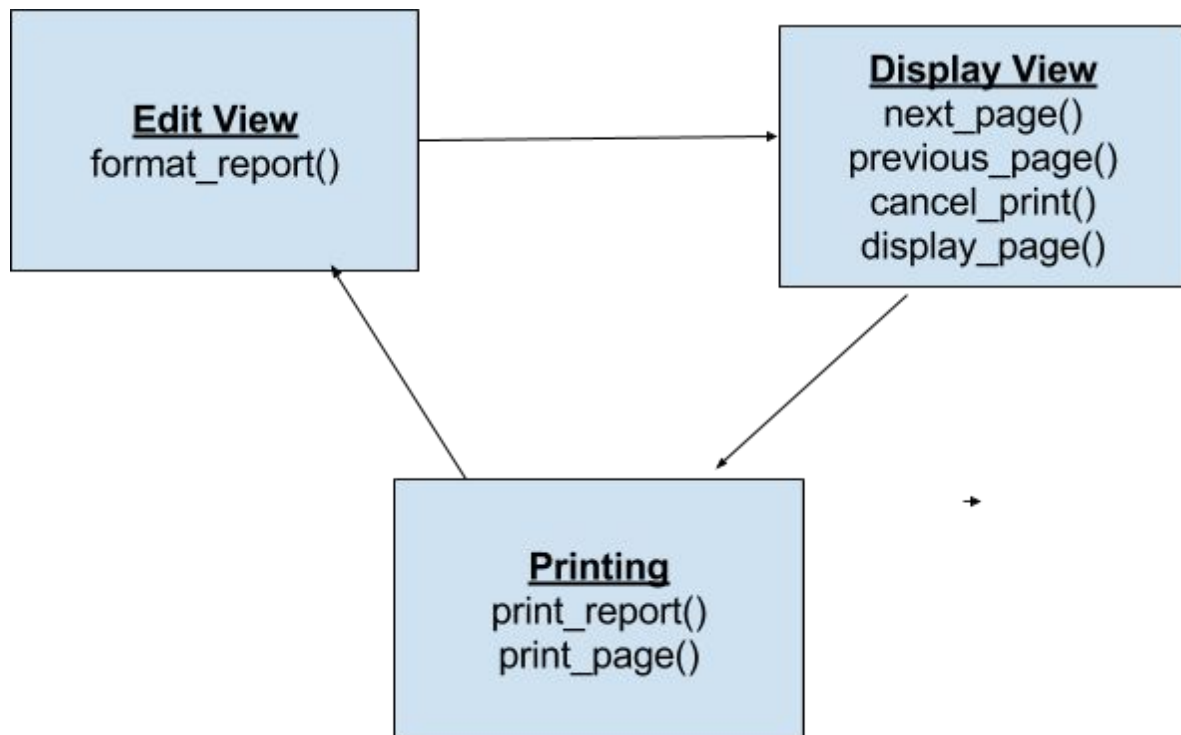 Edit View
format_report()
Display View
next_page()
previous_page()
cancel_print()
display_page()
Printing
print_report()
print_page()